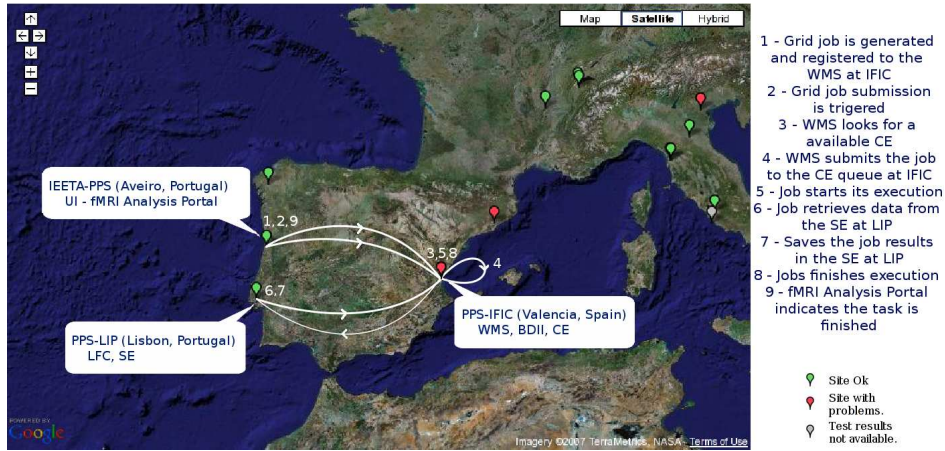 Map
Satellite
Hybrid
IEETA-PPS (Aveiro, Portugal)
UI - fMRI Analysis Portal
1,2,9
3,5,8
4
6,7
PPS-IFIC (Valencia, Spain)
WMS, BDII, CE
PPS-LIP (Lisbon, Portugal)
LFC, SE
POWERED BY
Google
Imagery ©2007 TerraMetrics, NASA - Terms of Use
1 - Grid job is generated
and registered to the
WMS at IFIC
2 - Grid job submission
is trigered
3 - WMS looks for a
available CE
4 - WMS submits the job
to the CE queue at IFIC
5 - Job starts its execution
6 - Job retrieves data from
the SE at LIP
7 - Saves the job results
in the SE at LIP
8 - Jobs finishes execution
9 - fMRI Analysis Portal
indicates the task is
finished
Site Ok
Site with
problems.
Test results
not available.